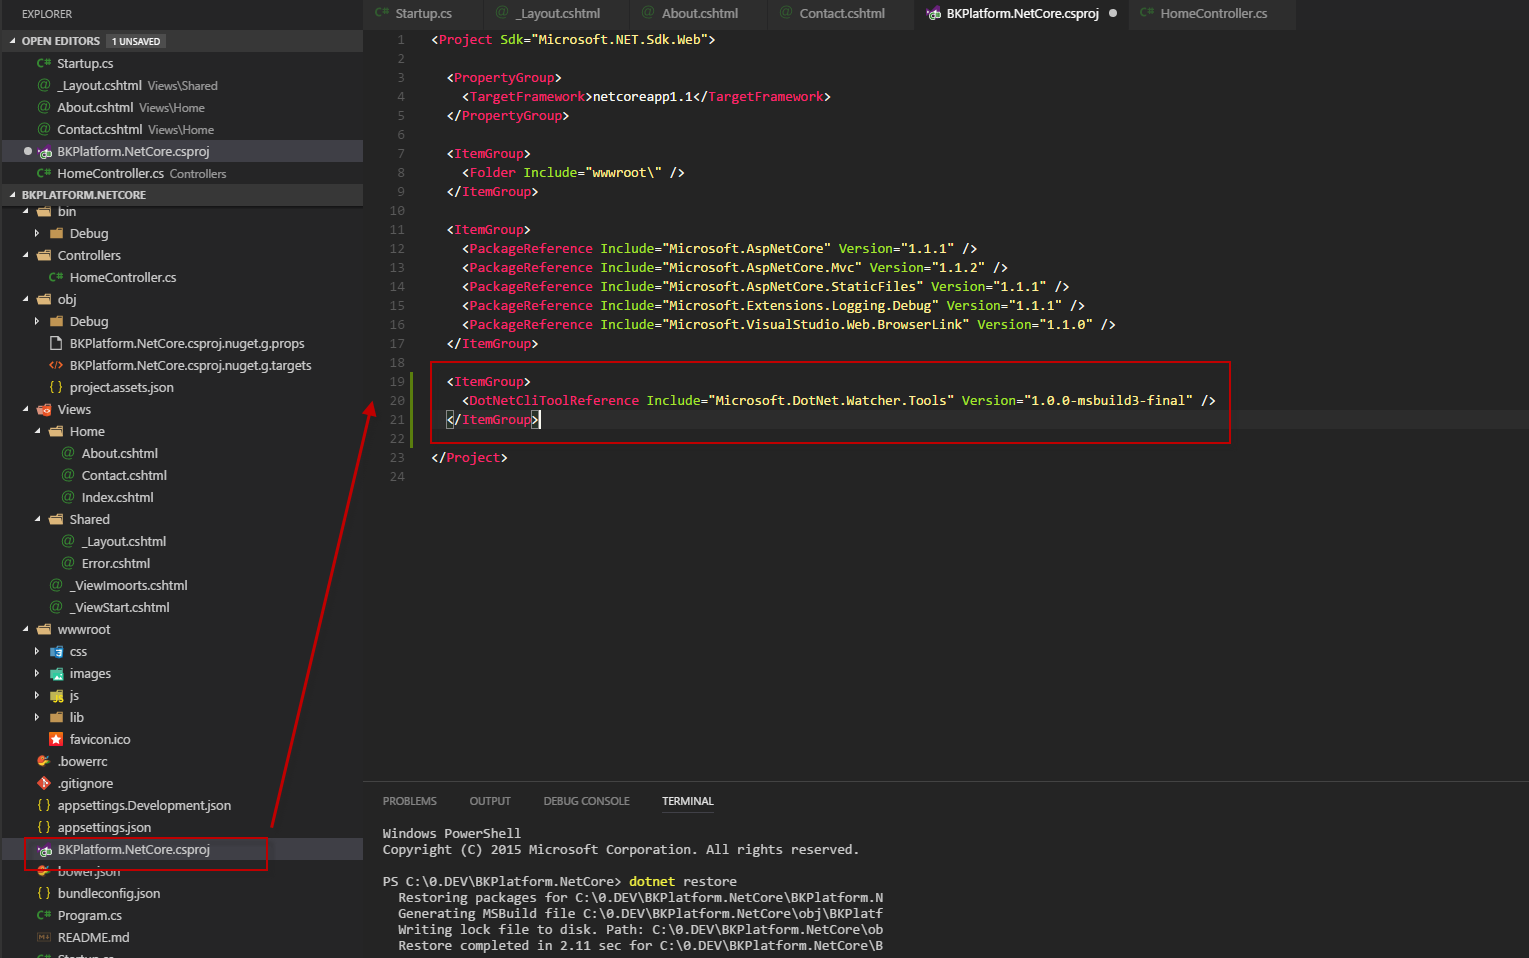 EXPLORER
OPEN EDITORS 1 UNSAVED
C# Startup.cs
@ _Layout.cshtml Views\Shared
@ About.cshtml Views\Home
@ Contact.cshtml Views\Home
BKPlatform.NetCore.csproj
C# HomeController.cs Controllers
BKPLATFORM.NETCORE
bin
Debug
Controllers
C# HomeController.cs
obj
Debug
BKPlatform.NetCore.csproj.nuget.g.props
BKPlatform.NetCore.csproj.nuget.g.targets
{ } project.assets.json
Views
Home
@ About.cshtml
@ Contact.cshtml
@ Index.cshtml
Shared
@ _Layout.cshtml
@ Error.cshtml
@ _ViewImoorts.cshtml
@ _ViewStart.cshtml
wwwroot
css
images
js
lib
favicon.ico
.bowerrc
.gitignore
{ } appsettings.Development.json
{ } appsettings.json
BKPlatform.NetCore.csproj
bower.json
{ } bundleconfig.json
C# Program.cs
README.md
Startup.cs
C# Startup.cs @ _Layout.cshtml @ About.cshtml @ Contact.cshtml BKPlatform.NetCore.csproj C# HomeController.cs
1 <Project Sdk="Microsoft.NET.Sdk.Web">
2
3 <PropertyGroup>
4 <TargetFramework>netcoreapp1.1</TargetFramework>
5 </PropertyGroup>
6
7 <ItemGroup>
8 <Folder Include="wwwroot\" />
9 </ItemGroup>
10
11 <ItemGroup>
12 <PackageReference Include="Microsoft.AspNetCore" Version="1.1.1" />
13 <PackageReference Include="Microsoft.AspNetCore.Mvc" Version="1.1.2" />
14 <PackageReference Include="Microsoft.AspNetCore.StaticFiles" Version="1.1.1" />
15 <PackageReference Include="Microsoft.Extensions.Logging.Debug" Version="1.1.1" />
16 <PackageReference Include="Microsoft.VisualStudio.Web.BrowserLink" Version="1.1.0" />
17 </ItemGroup>
18
19 <ItemGroup>
20 <DotNetCliToolReference Include="Microsoft.DotNet.Watcher.Tools" Version="1.0.0-msbuild3-final" />
21 </ItemGroup>
22
23 </Project>
24
PROBLEMS OUTPUT DEBUG CONSOLE TERMINAL
Windows PowerShell
Copyright (C) 2015 Microsoft Corporation. All rights reserved.
PS C:\0.DEV\BKPlatform.NetCore> dotnet restore
Restoring packages for C:\0.DEV\BKPlatform.NetCore\BKPlatform.N
Generating MSBuild file C:\0.DEV\BKPlatform.NetCore\obj\BKPlatf
Writing lock file to disk. Path: C:\0.DEV\BKPlatform.NetCore\ob
Restore completed in 2.11 sec for C:\0.DEV\BKPlatform.NetCore\B